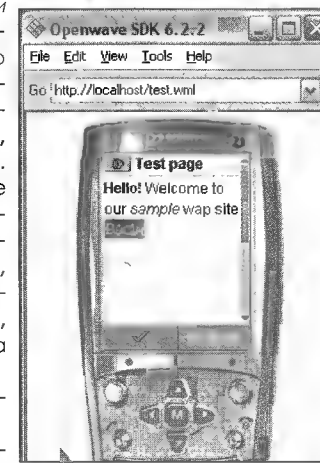 Openwave SDK 6.2.2
File Edit View Tools Help
Go http://localhost/test.wml
Test page
Hello! Welcome to
our sample wap site